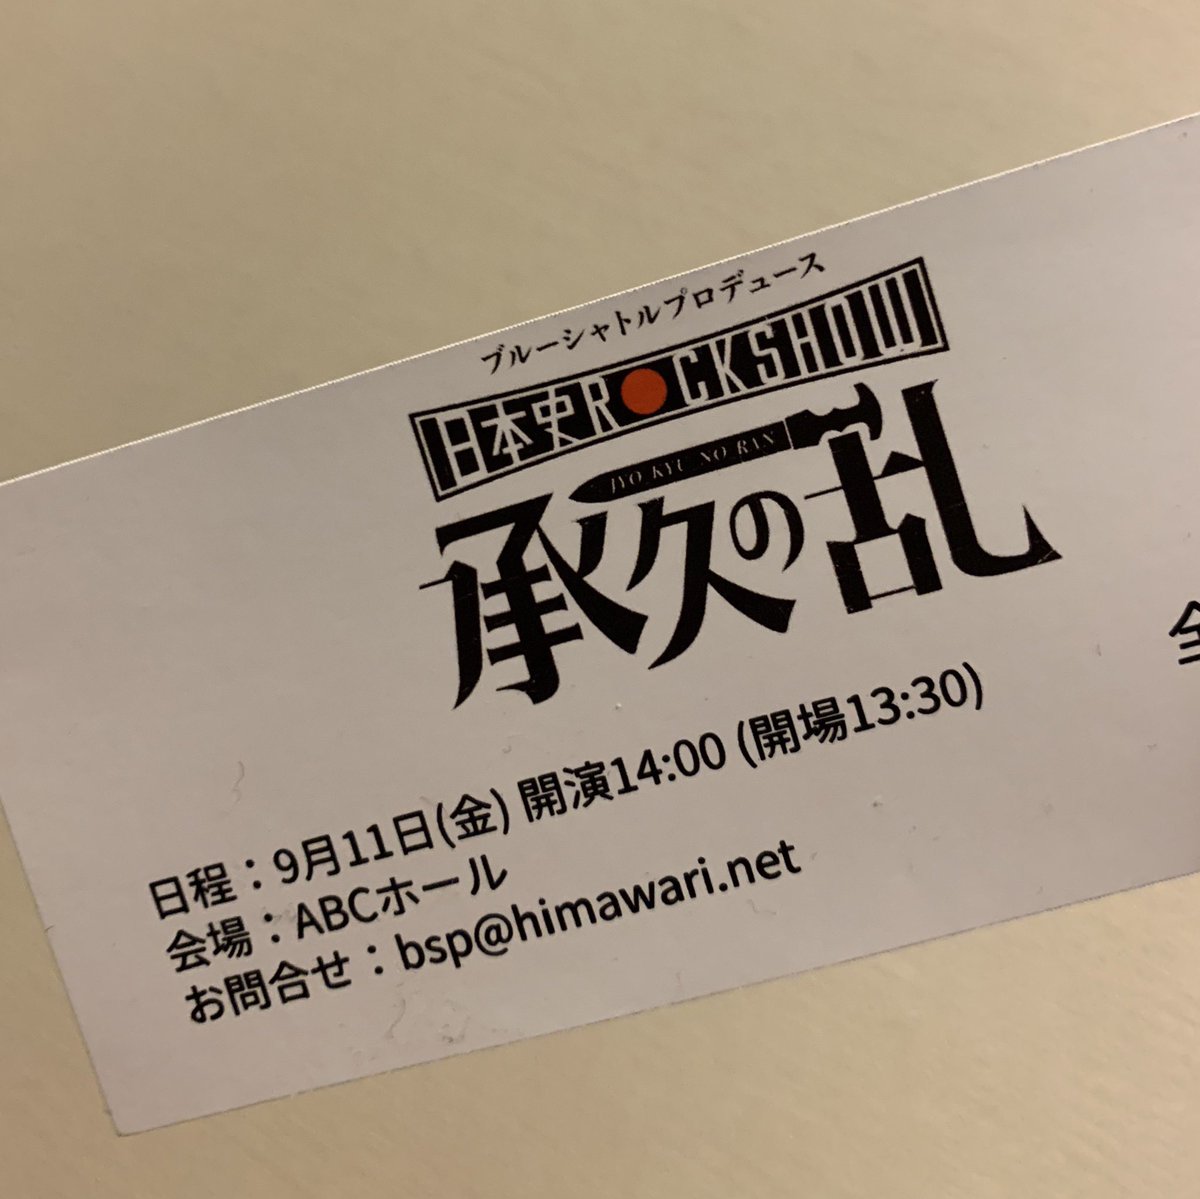 ブルーシャトルプロデュース
日本史ROCKSHOW
JYO KYU NO RAN
承久の乱
日程：9月11日(金) 開演14:00 (開場13:30)
会場：ABCホール
お問合せ：bsp@himawari.net
全